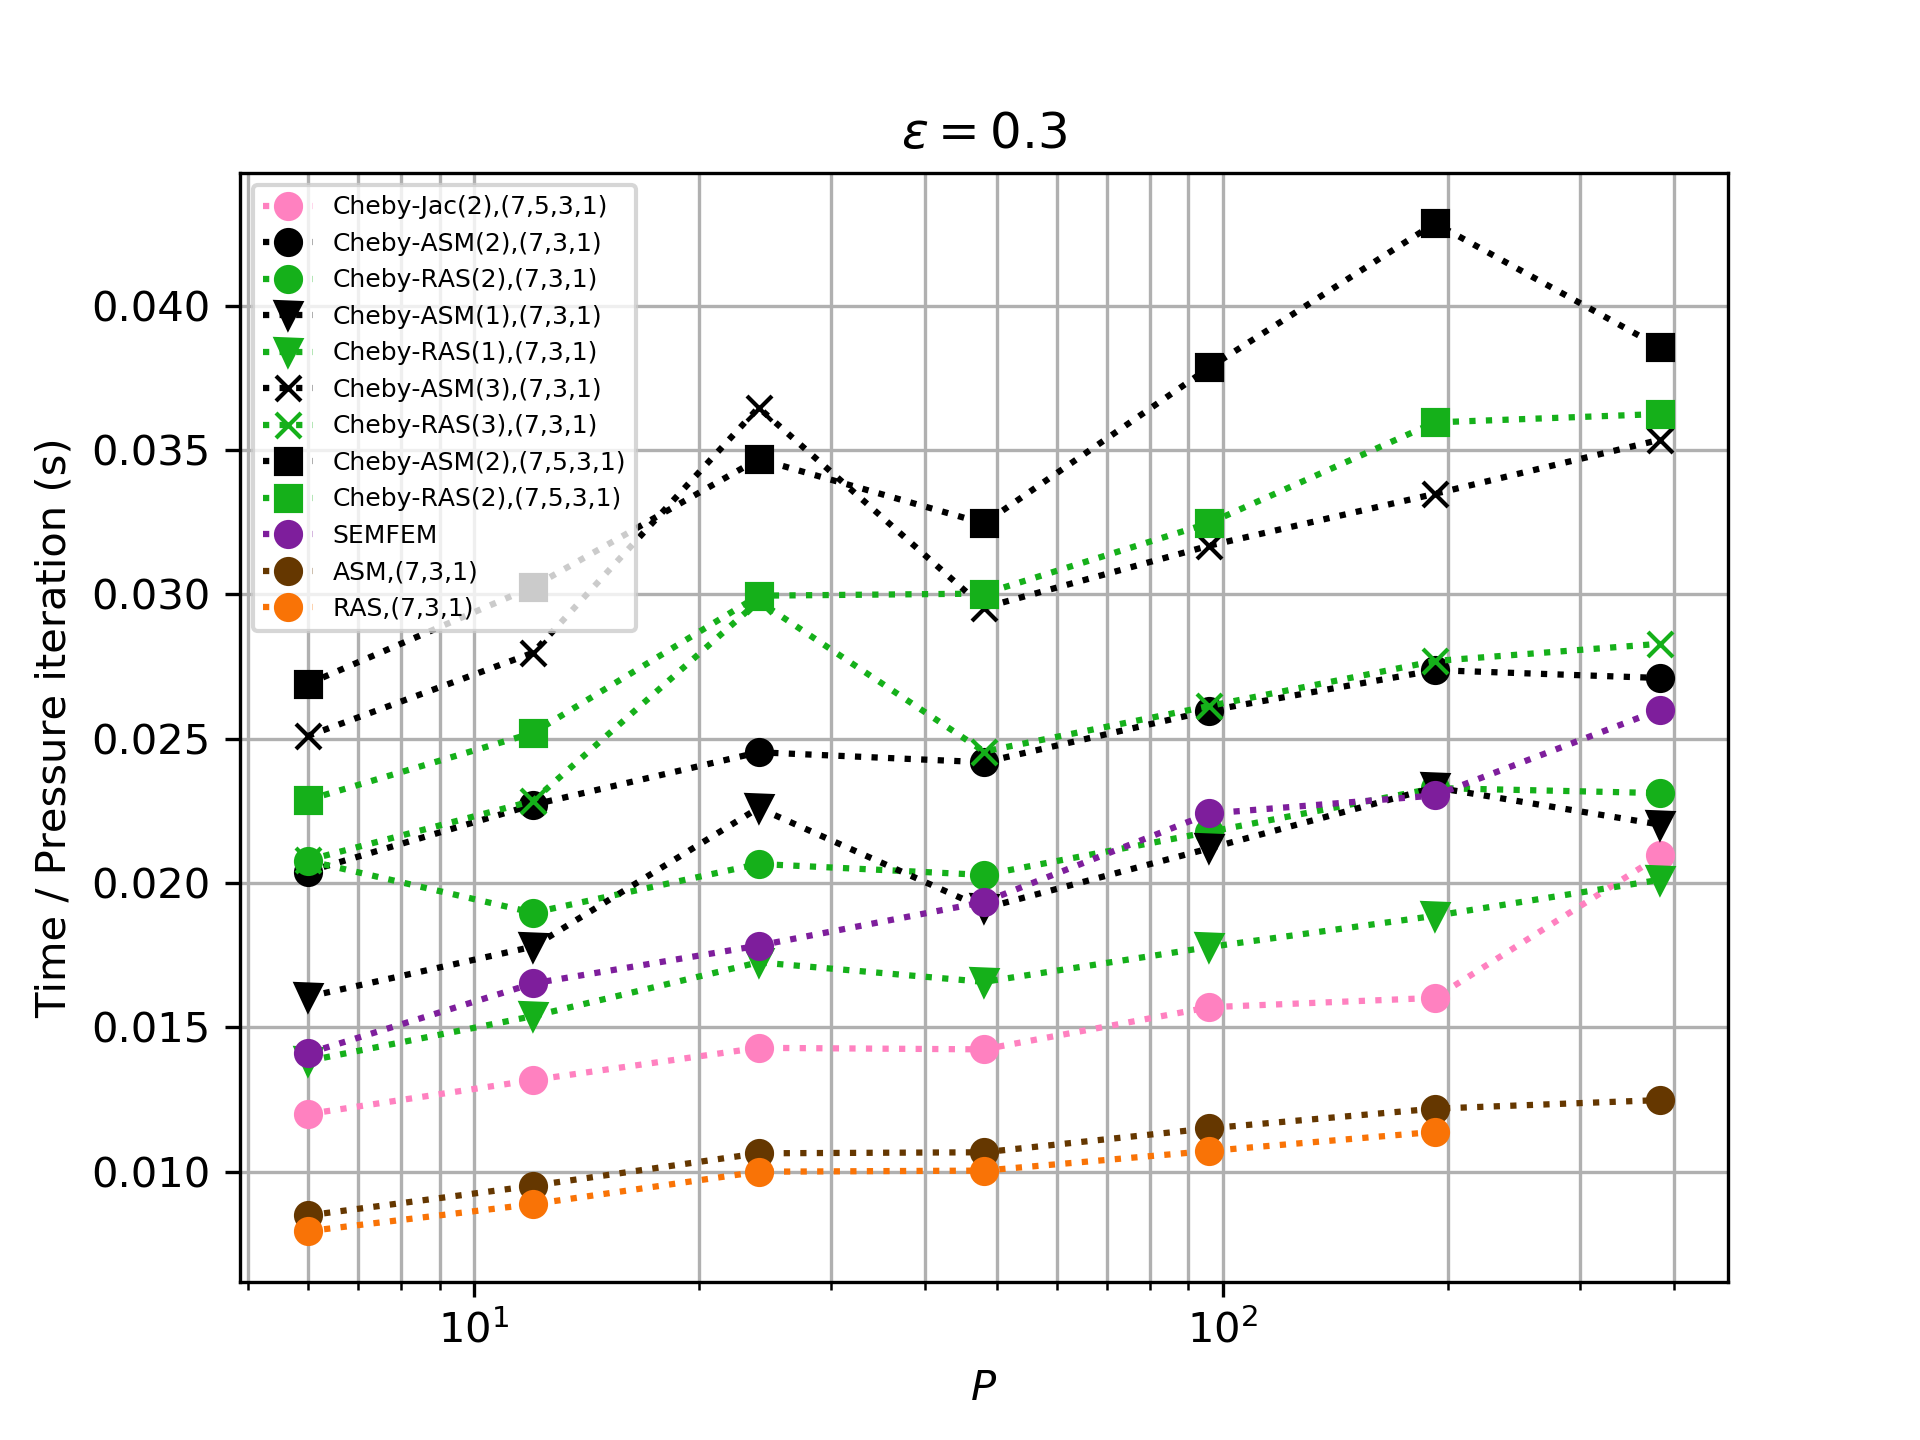 ε = 0.3
Time / Pressure iteration (s)
0.040
0.035
0.030
0.025
0.020
0.015
0.010
Cheby-Jac(2),(7,5,3,1)
Cheby-ASM(2),(7,3,1)
Cheby-RAS(2),(7,3,1)
Cheby-ASM(1),(7,3,1)
Cheby-RAS(1),(7,3,1)
Cheby-ASM(3),(7,3,1)
Cheby-RAS(3),(7,3,1)
Cheby-ASM(2),(7,5,3,1)
Cheby-RAS(2),(7,5,3,1)
SEMFEM
ASM,(7,3,1)
RAS,(7,3,1)
10¹ 10²
P